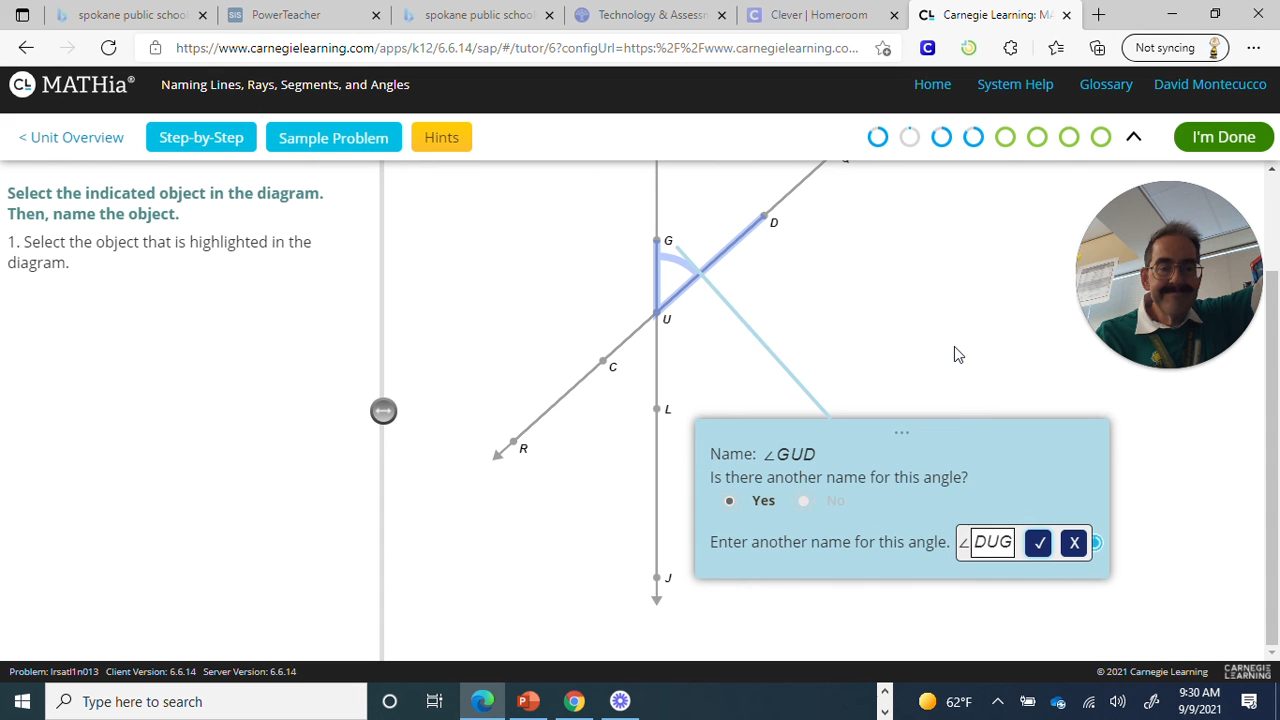 spokane public school
PowerTeacher
spokane public school
Technology & Assessm
Clever | Homeroom
Carnegie Learning: MA
https://www.carnegielearning.com/apps/k12/6.6.14/sap/#/tutor/6?configUrl=https:%2F%2Fwww.carnegielearning.co...
Not syncing
CL MATHia®
Naming Lines, Rays, Segments, and Angles
Home
System Help
Glossary
David Montecucco
< Unit Overview
Step-by-Step
Sample Problem
Hints
I'm Done
Select the indicated object in the diagram.
Then, name the object.
1. Select the object that is highlighted in the
diagram.
D
G
U
C
L
R
J
Name: ∠GUD
Is there another name for this angle?
Yes
No
Enter another name for this angle. ∠ DUG ✓ X
Problem: lrsatl1n013 Client Version: 6.6.14 Server Version: 6.6.14
© 2021 Carnegie Learning
CARNEGIE
LEARNING
Type here to search
62°F
9:30 AM
9/9/2021